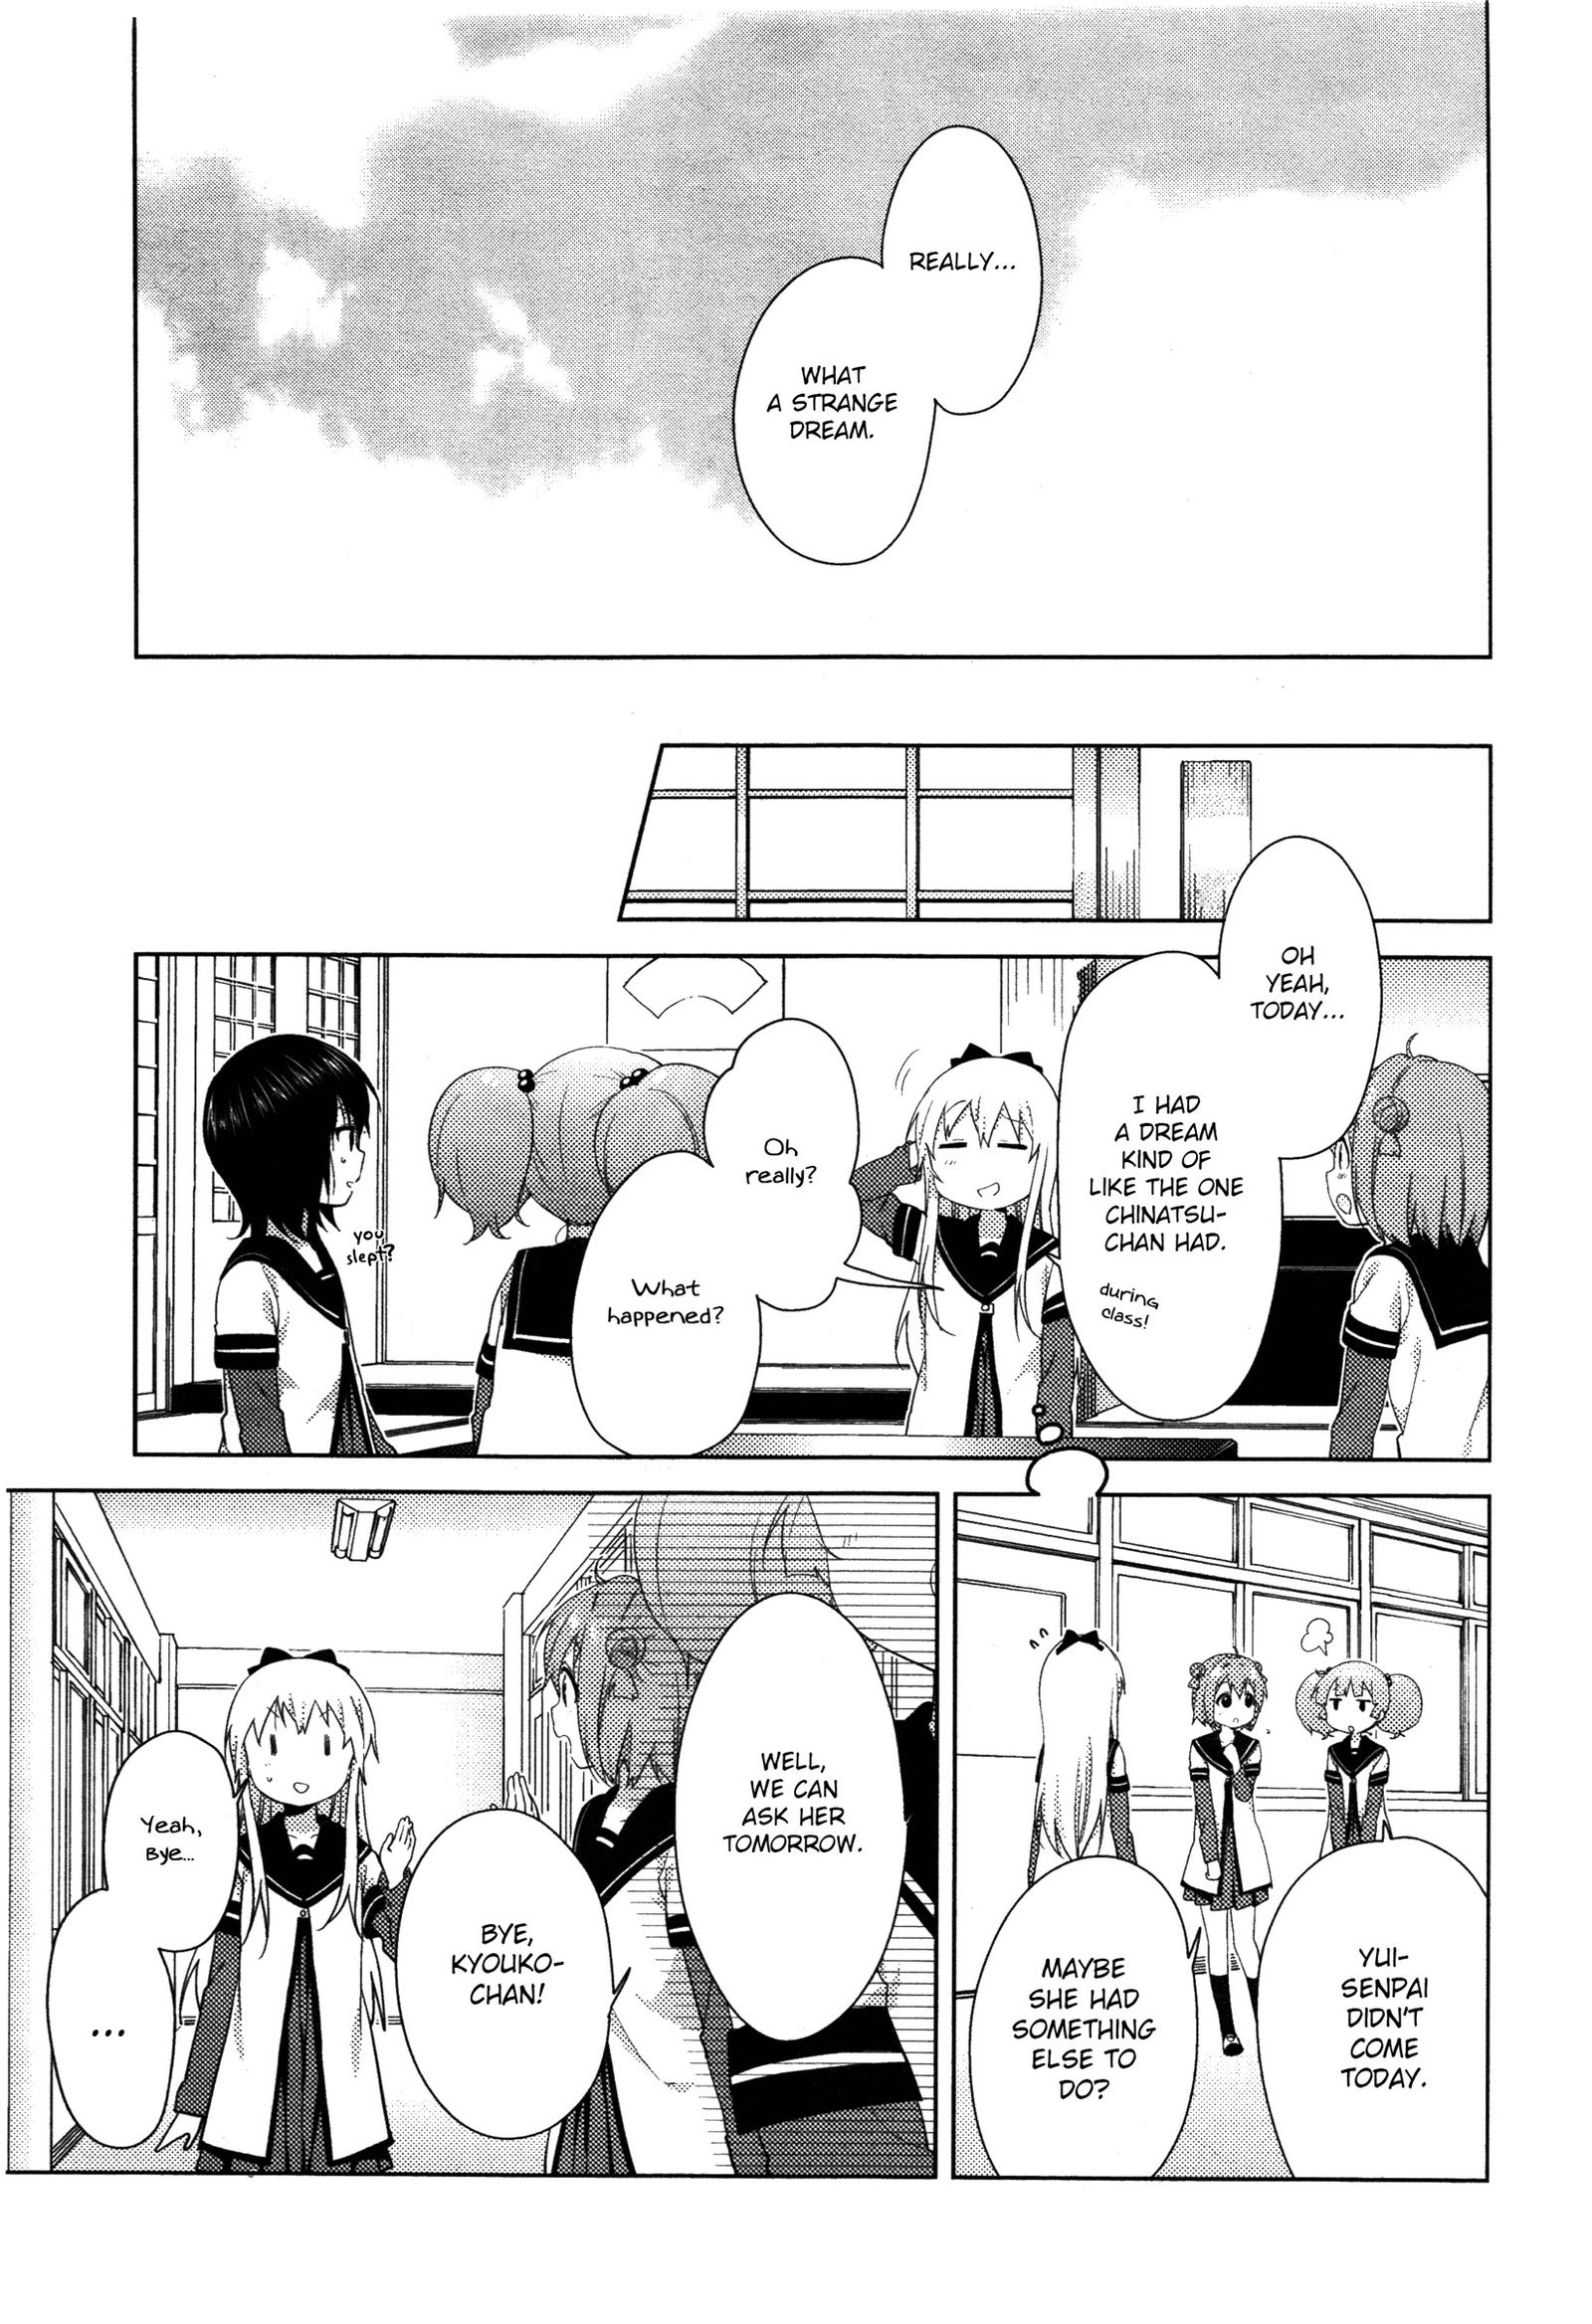 REALLY...
WHAT
A STRANGE
DREAM.
OH
YEAH,
TODAY...
I HAD
A DREAM
KIND OF
LIKE THE ONE
CHINATSU-
CHAN HAD.
during
class!
Oh
really?
What
happened?
you
slept?
YUI-
SENPAI
DIDN'T
COME
TODAY.
MAYBE
SHE HAD
SOMETHING
ELSE TO
DO?
WELL,
WE CAN
ASK HER
TOMORROW.
BYE,
KYOUKO-
CHAN!
Yeah,
Bye...
...